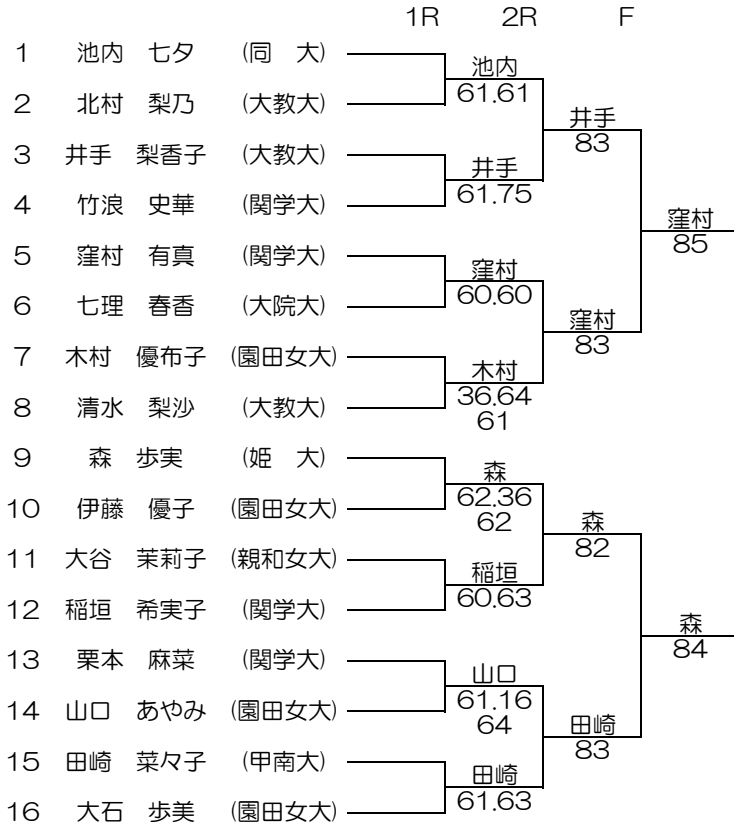 1R 2R F
1 池内 七夕 (同 大)
池内
2 北村 梨乃 (大教大)
61.61
井手
83
3 井手 梨香子 (大教大)
井手
4 竹浪 史華 (関学大)
61.75
窪村
85
5 窪村 有真 (関学大)
窪村
6 七理 春香 (大院大)
60.60
窪村
83
7 木村 優布子 (園田女大)
木村
8 清水 梨沙 (大教大)
36.64
61
9 森 歩実 (姫 大)
森
10 伊藤 優子 (園田女大)
62.36
62
森
82
11 大谷 茉莉子 (親和女大)
稲垣
12 稲垣 希実子 (関学大)
60.63
森
84
13 栗本 麻菜 (関学大)
山口
14 山口 あやみ (園田女大)
61.16
64
田崎
83
15 田崎 菜々子 (甲南大)
田崎
16 大石 歩美 (園田女大)
61.63